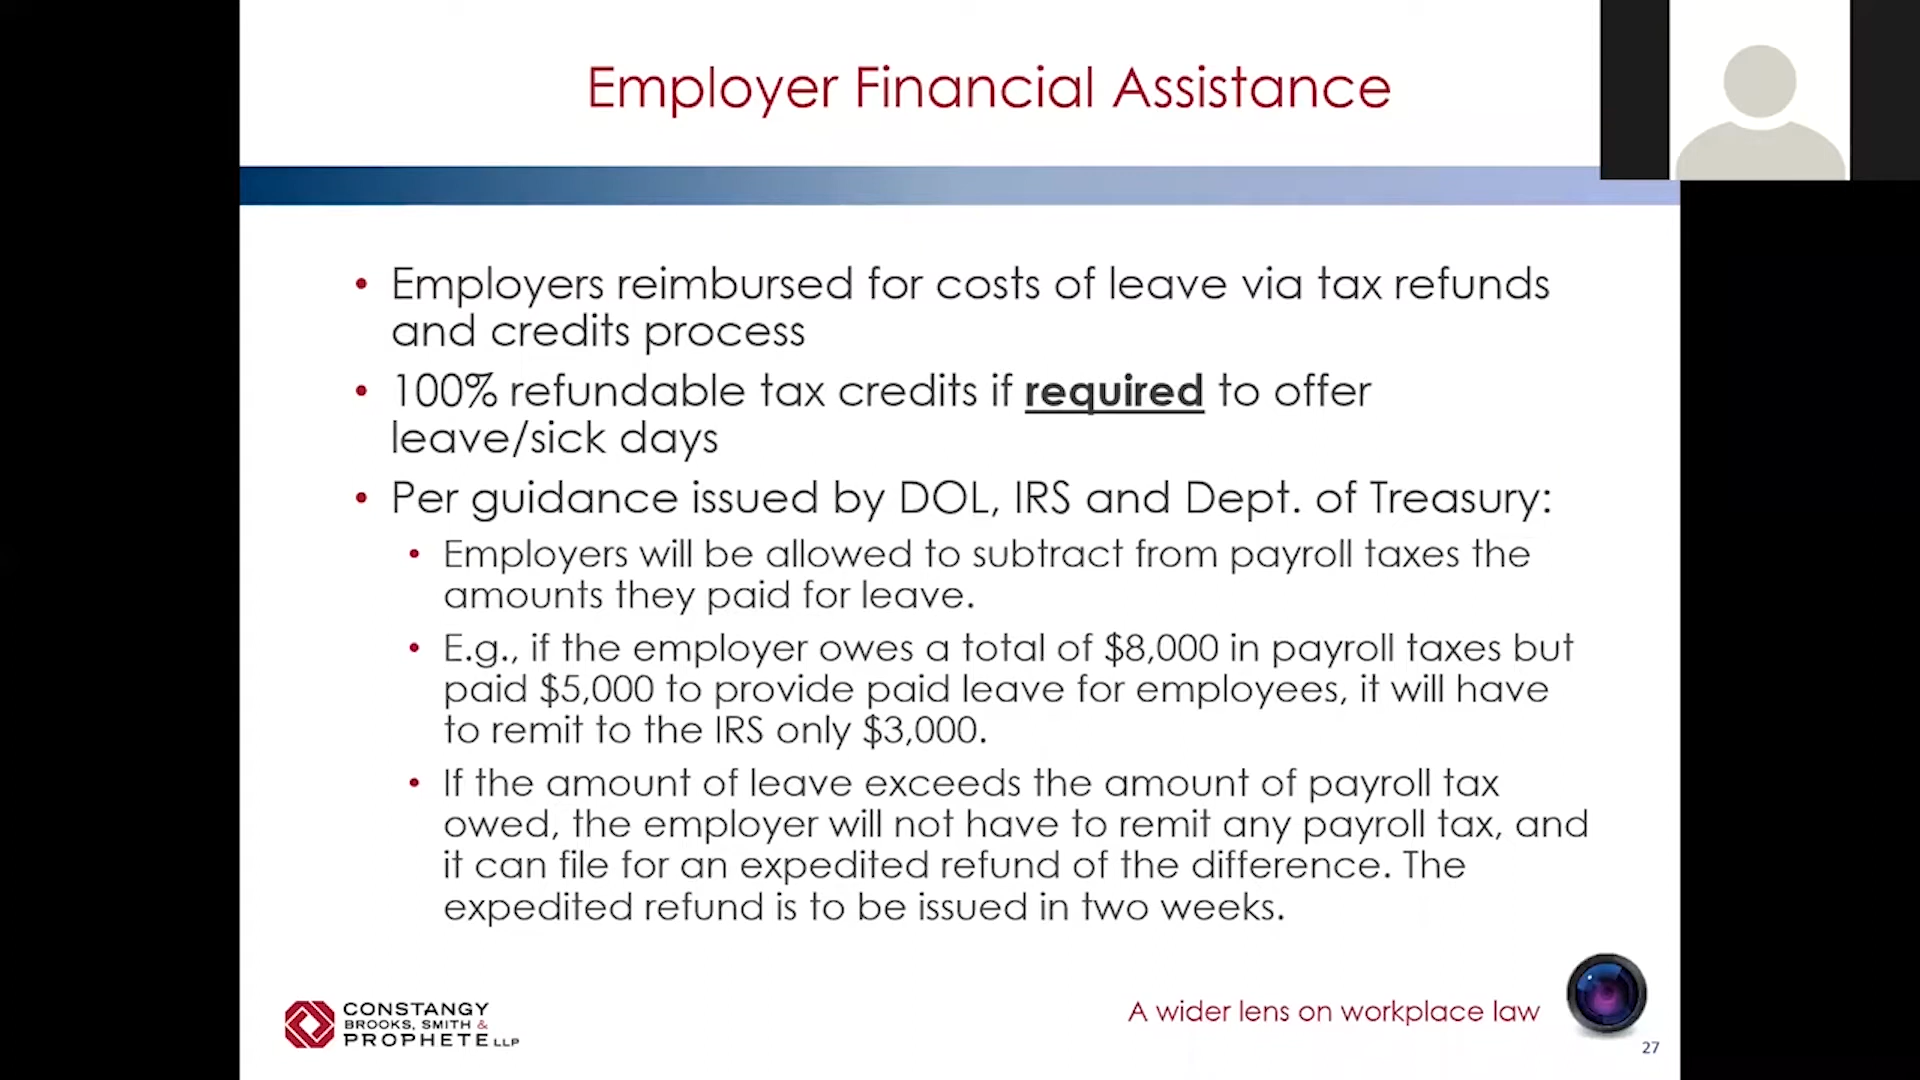 Employer Financial Assistance
• Employers reimbursed for costs of leave via tax refunds
and credits process
• 100% refundable tax credits if required to offer
leave/sick days
• Per guidance issued by DOL, IRS and Dept. of Treasury:
• Employers will be allowed to subtract from payroll taxes the
amounts they paid for leave.
• E.g., if the employer owes a total of $8,000 in payroll taxes but
paid $5,000 to provide paid leave for employees, it will have
to remit to the IRS only $3,000.
• If the amount of leave exceeds the amount of payroll tax
owed, the employer will not have to remit any payroll tax, and
it can file for an expedited refund of the difference. The
expedited refund is to be issued in two weeks.
CONSTANGY
BROOKS, SMITH &
PROPHETE LLP
A wider lens on workplace law
27